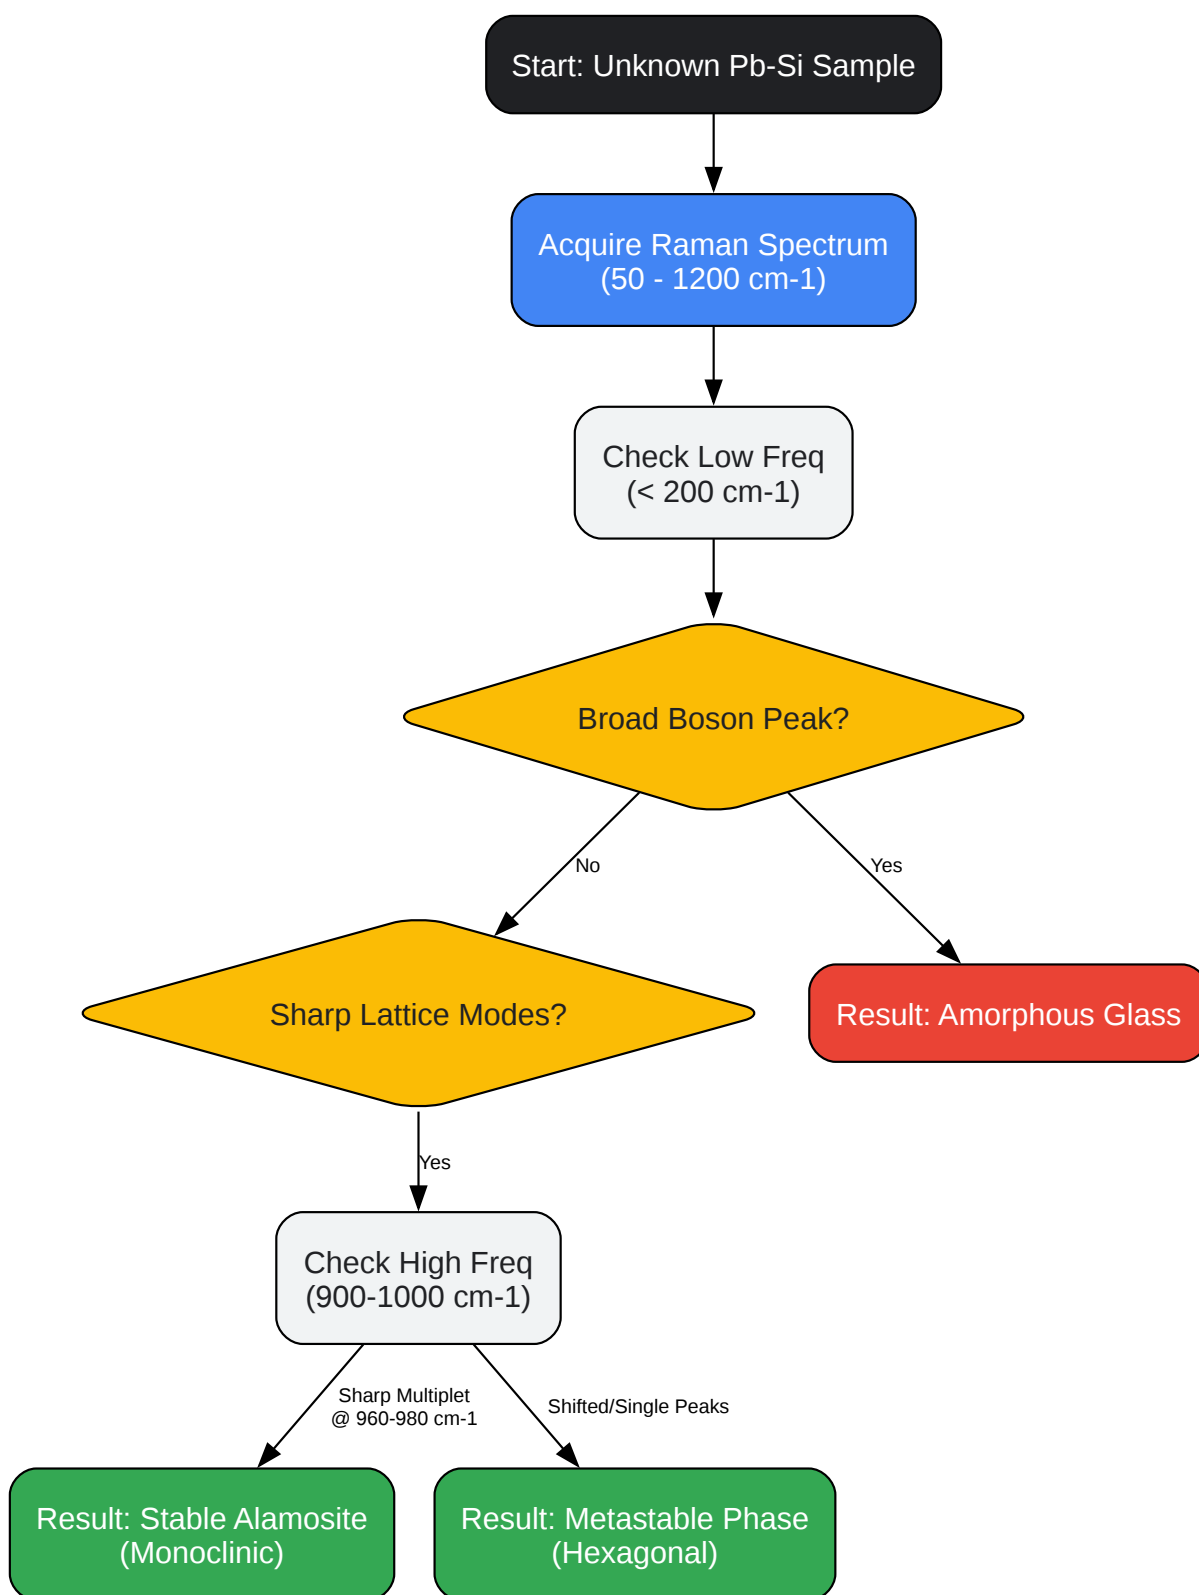 Start: Unknown Pb-Si Sample
Acquire Raman Spectrum
(50 - 1200 cm-1)
Check Low Freq
(< 200 cm-1)
Broad Boson Peak?
No
Yes
Sharp Lattice Modes?
Result: Amorphous Glass
Yes
Check High Freq
(900-1000 cm-1)
Sharp Multiplet
@ 960-980 cm-1
Shifted/Single Peaks
Result: Stable Alamosite
(Monoclinic)
Result: Metastable Phase
(Hexagonal)